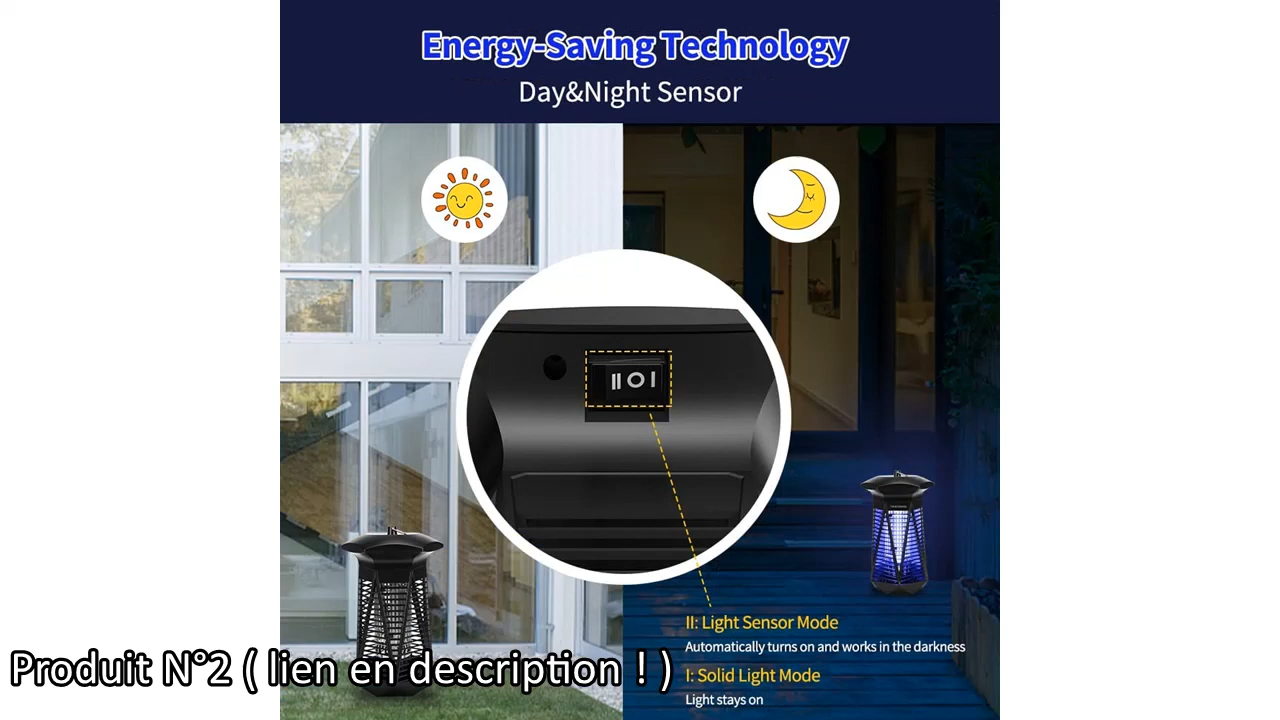 Energy-Saving Technology
Day&Night Sensor
II O I
II: Light Sensor Mode
Automatically turns on and works in the darkness
Produit N°2 ( lien en description ! )
I: Solid Light Mode
Light stays on